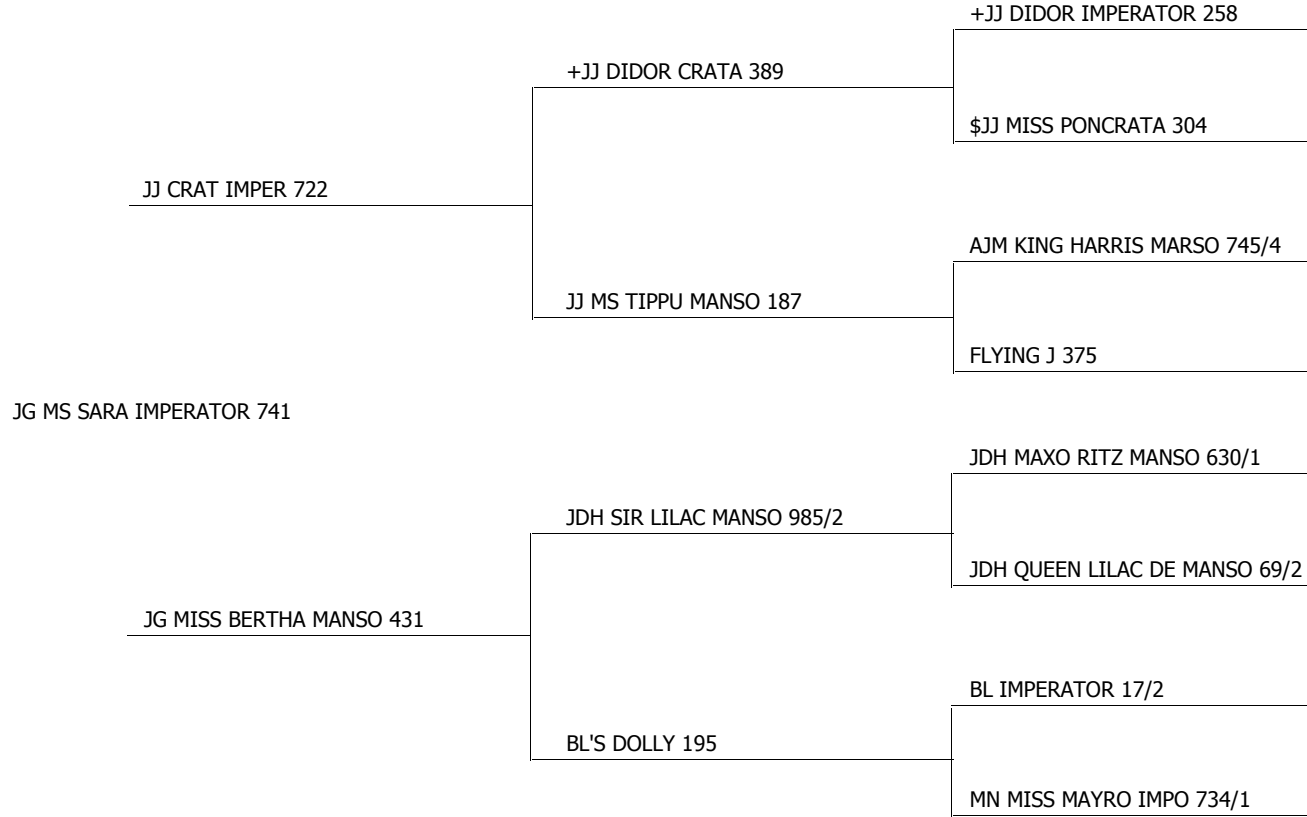 +JJ DIDOR IMPERATOR 258
+JJ DIDOR CRATA 389
$JJ MISS PONCRATA 304
JJ CRAT IMPER 722
AJM KING HARRIS MARSO 745/4
JJ MS TIPPU MANSO 187
FLYING J 375
JG MS SARA IMPERATOR 741
JDH MAXO RITZ MANSO 630/1
JDH SIR LILAC MANSO 985/2
JDH QUEEN LILAC DE MANSO 69/2
JG MISS BERTHA MANSO 431
BL IMPERATOR 17/2
BL'S DOLLY 195
MN MISS MAYRO IMPO 734/1